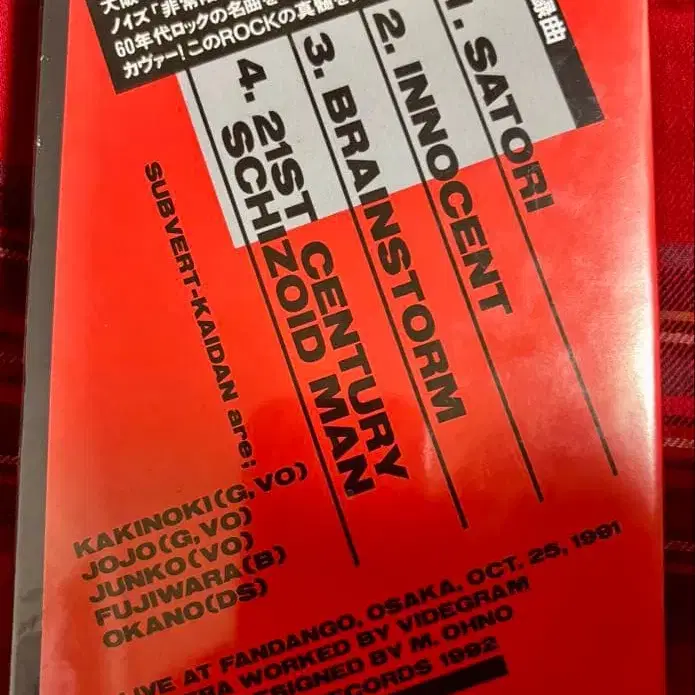 ノイズ「非常階
60年代ロックの名曲を
カヴァー!このROCKの真髄を
録曲
1. SATORI
2. INNOCENT
3. BRAINSTORM
4. 21ST CENTURY
SCHIZOID MAN
SUBVERT-KAIDAN are;
KAKINOKI(G,VO)
JOJO(G,VO)
JUNKO(VO)
FUJIWARA(B)
OKANO(DS)
LIVE AT FANDANGO, OSAKA, OCT. 25, 1991
WORKED BY VIDEGRAM
DESIGNED BY M. OHNO
RECORDS 1992